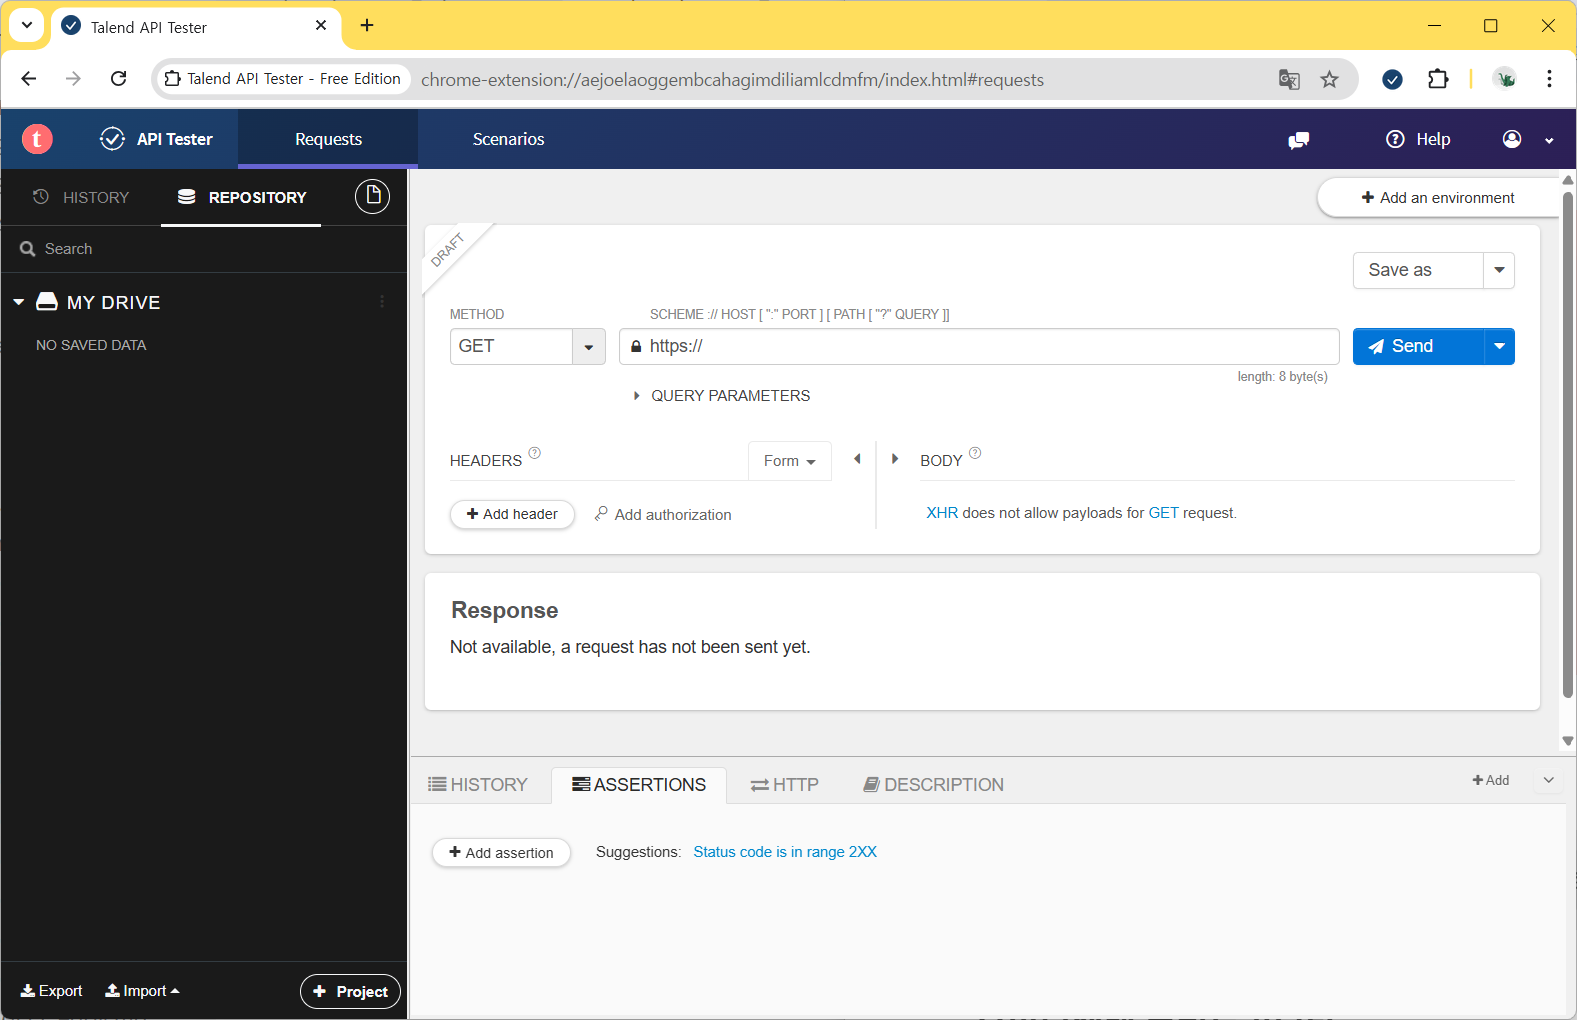 Talend API Tester
Talend API Tester - Free Edition
chrome-extension://aejoelaoggembcahagimdiliamlcdmfm/index.html#requests
t
API Tester
Requests
Scenarios
Help
HISTORY
REPOSITORY
Add an environment
Search
DRAFT
Save as
MY DRIVE
NO SAVED DATA
METHOD
SCHEME :// HOST [ ":" PORT ] [ PATH [ "?" QUERY ]]
GET
https://
Send
length: 8 byte(s)
QUERY PARAMETERS
HEADERS
Form
BODY
Add header
Add authorization
XHR does not allow payloads for GET request.
Response
Not available, a request has not been sent yet.
HISTORY
ASSERTIONS
HTTP
DESCRIPTION
Add
Add assertion
Suggestions: Status code is in range 2XX
Export
Import
Project